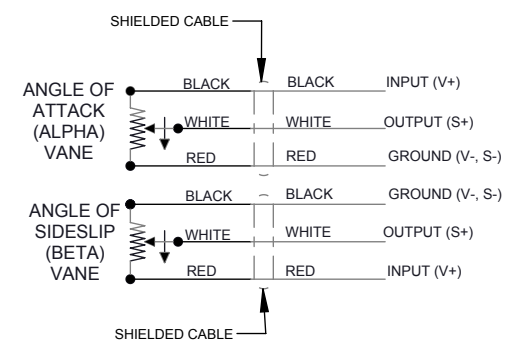 SHIELDED CABLE
ANGLE OF
ATTACK
(ALPHA)
VANE
BLACK BLACK INPUT (V+)
WHITE WHITE OUTPUT (S+)
RED RED GROUND (V-, S-)
ANGLE OF
SIDESLIP
(BETA)
VANE
BLACK BLACK GROUND (V-, S-)
WHITE WHITE OUTPUT (S+)
RED RED INPUT (V+)
SHIELDED CABLE